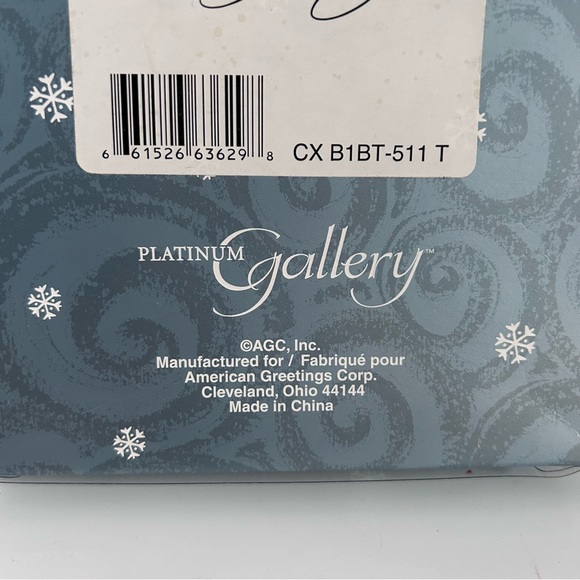 6 61526 63629 8 CX B1BT-511 T
PLATINUM Gallery™
©AGC, Inc.
Manufactured for / Fabriqué pour
American Greetings Corp.
Cleveland, Ohio 44144
Made in China